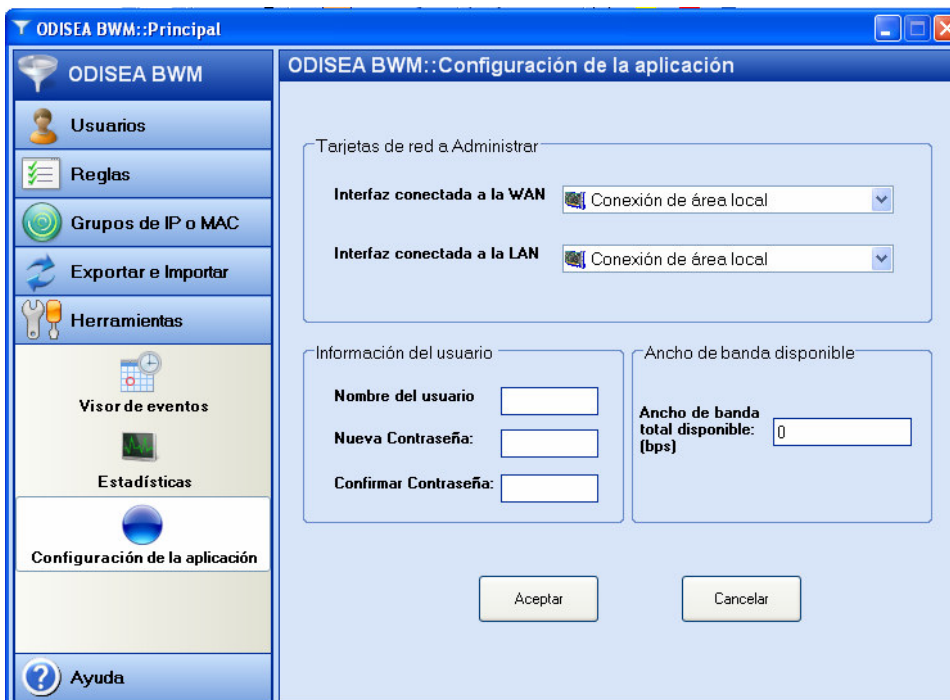 ODISEA BWM::Principal
ODISEA BWM
Usuarios
Reglas
Grupos de IP o MAC
Exportar e Importar
Herramientas
Visor de eventos
Estadísticas
Configuración de la aplicación
Ayuda
ODISEA BWM::Configuración de la aplicación
Tarjetas de red a Administrar
Interfaz conectada a la WAN
Conexión de área local
Interfaz conectada a la LAN
Conexión de área local
Información del usuario
Nombre del usuario
Nueva Contraseña:
Confirmar Contraseña:
Ancho de banda disponible
Ancho de banda
total disponible:
(bps)
0
Aceptar
Cancelar